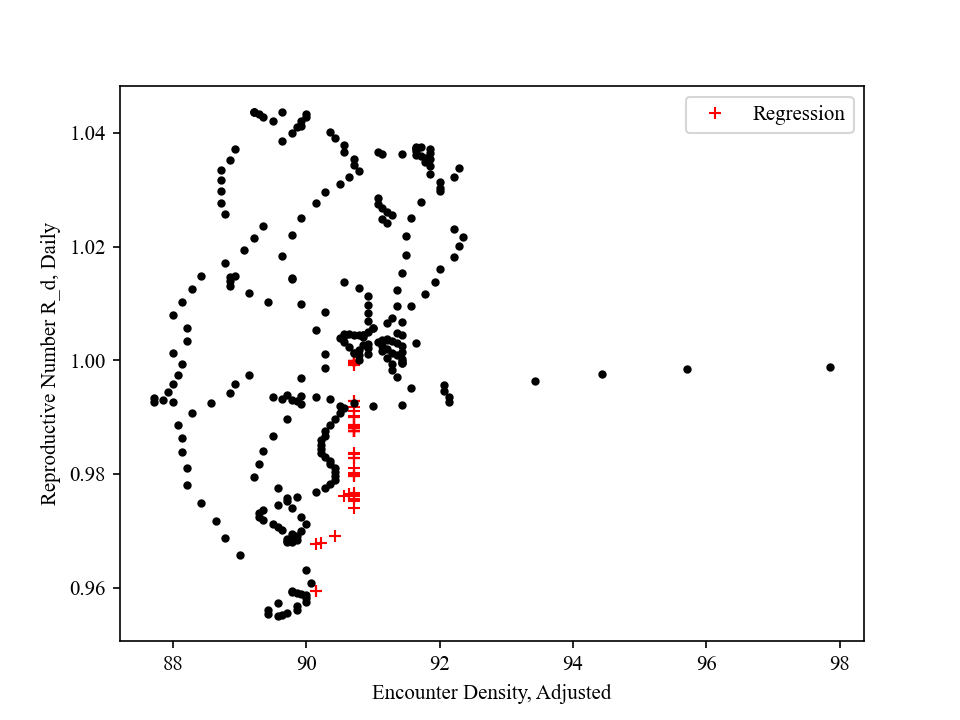 Regression
1.04
1.02
1.00
0.98
0.96
Reproductive Number R_d, Daily
88 90 92 94 96 98
Encounter Density, Adjusted